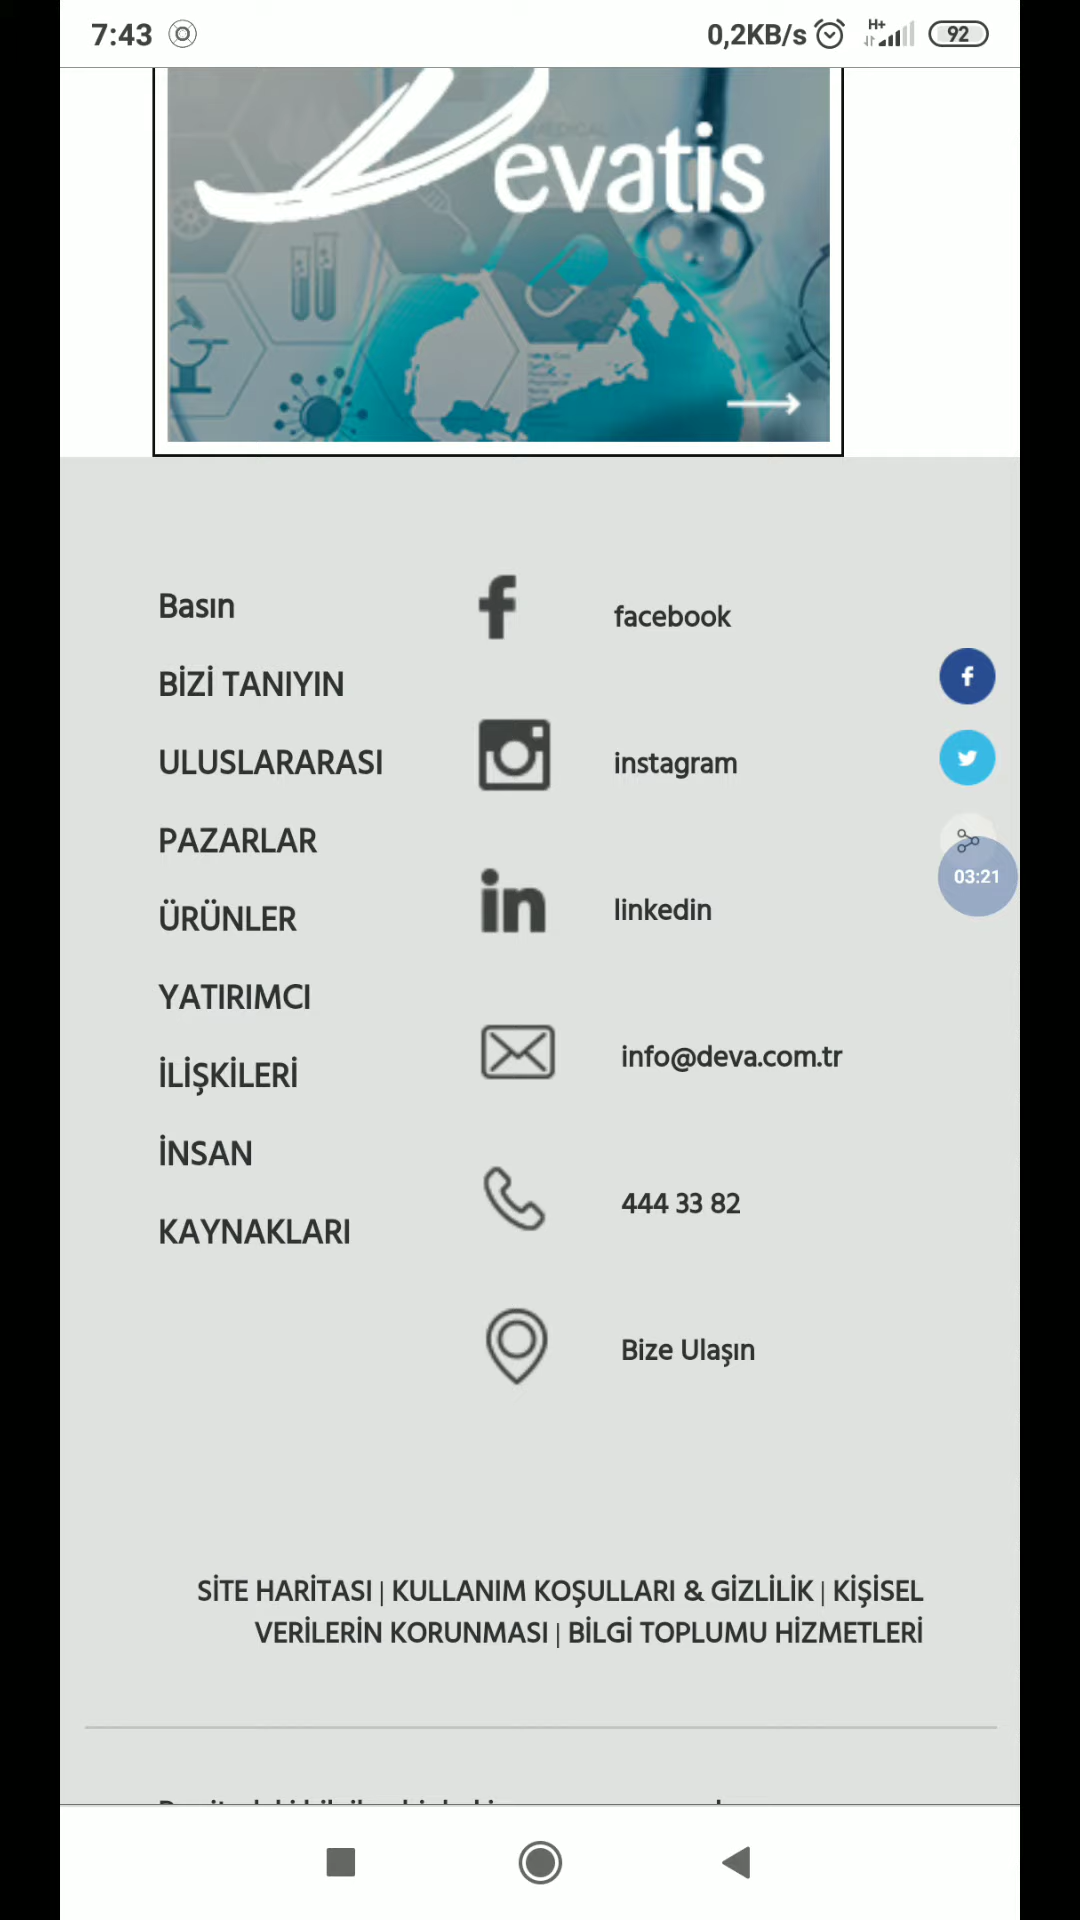 7:43
0,2KB/s
H+
92
Devatis
MEDICAL
Basın
BİZİ TANIYIN
ULUSLARARASI
PAZARLAR
ÜRÜNLER
YATIRIMCI
İLİŞKİLERİ
İNSAN
KAYNAKLARI
facebook
instagram
linkedin
info@deva.com.tr
444 33 82
Bize Ulaşın
03:21
SİTE HARİTASI | KULLANIM KOŞULLARI & GİZLİLİK | KİŞİSEL
VERİLERİN KORUNMASI | BİLGİ TOPLUMU HİZMETLERİ